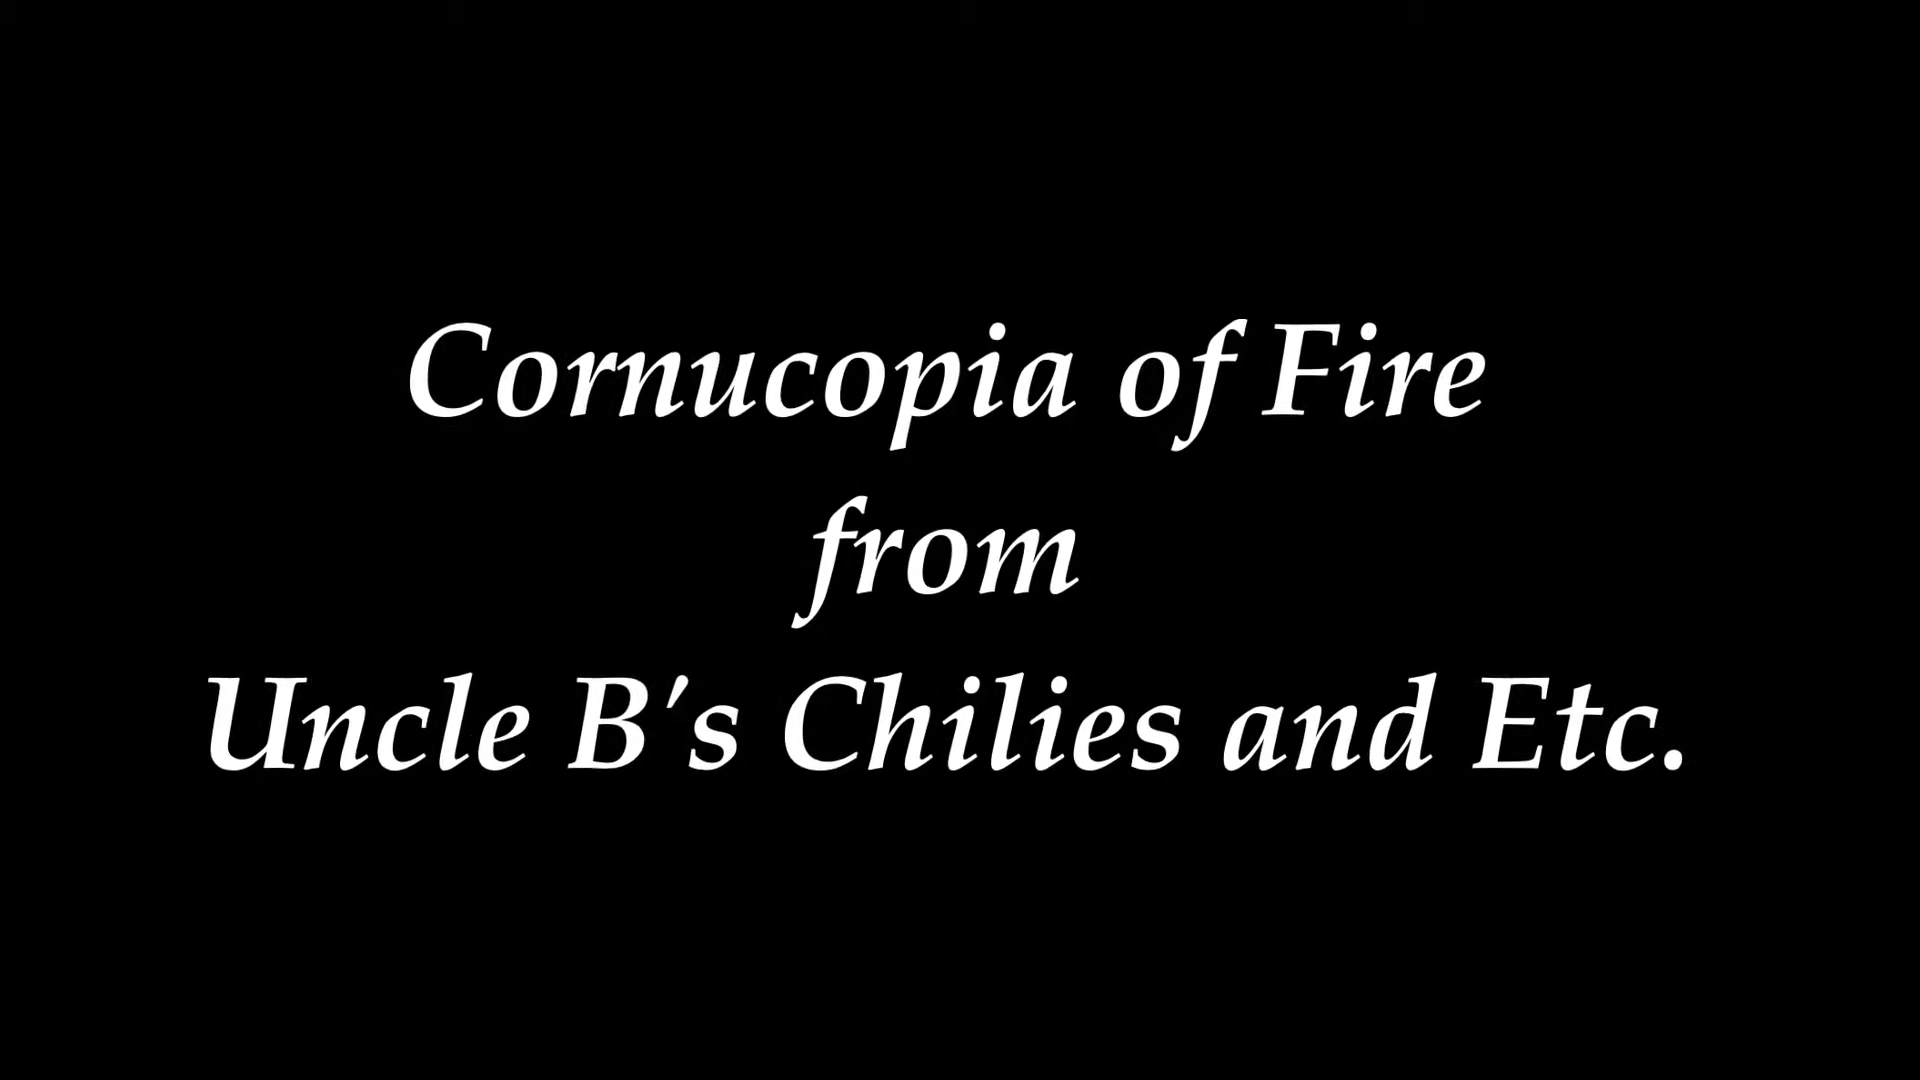 Cornucopia of Fire
from
Uncle B's Chilies and Etc.